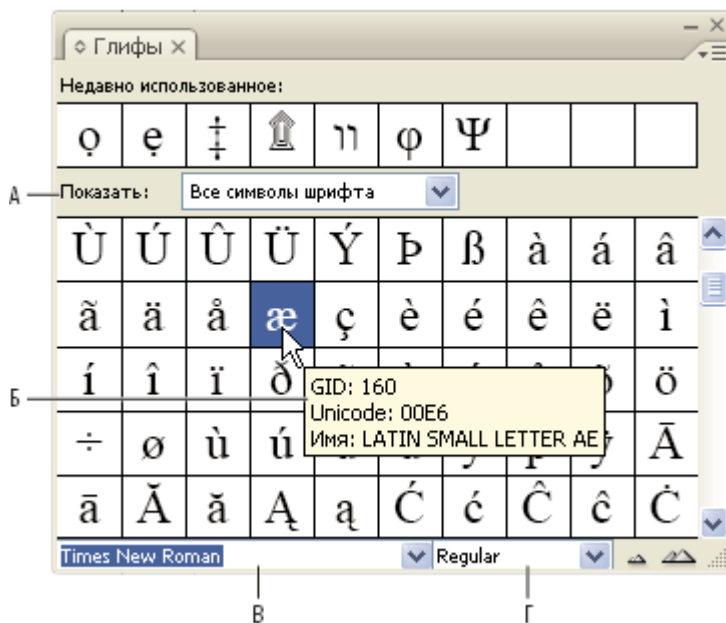 Глифы
Недавно использованное:
ọ ẹ ‡ װ φ Ψ
А Показать: Все символы шрифта
Ù Ú Û Ü Ý Þ ß à á â
ã ä å æ ç è é ê ë ì
í î ï ð ö
Б GID: 160
Unicode: 00E6
Имя: LATIN SMALL LETTER AE
÷ ø ù ú Ā
ā Ă ă Ą ą Ć ć Ĉ ĉ Ċ
Times New Roman Regular
В Г